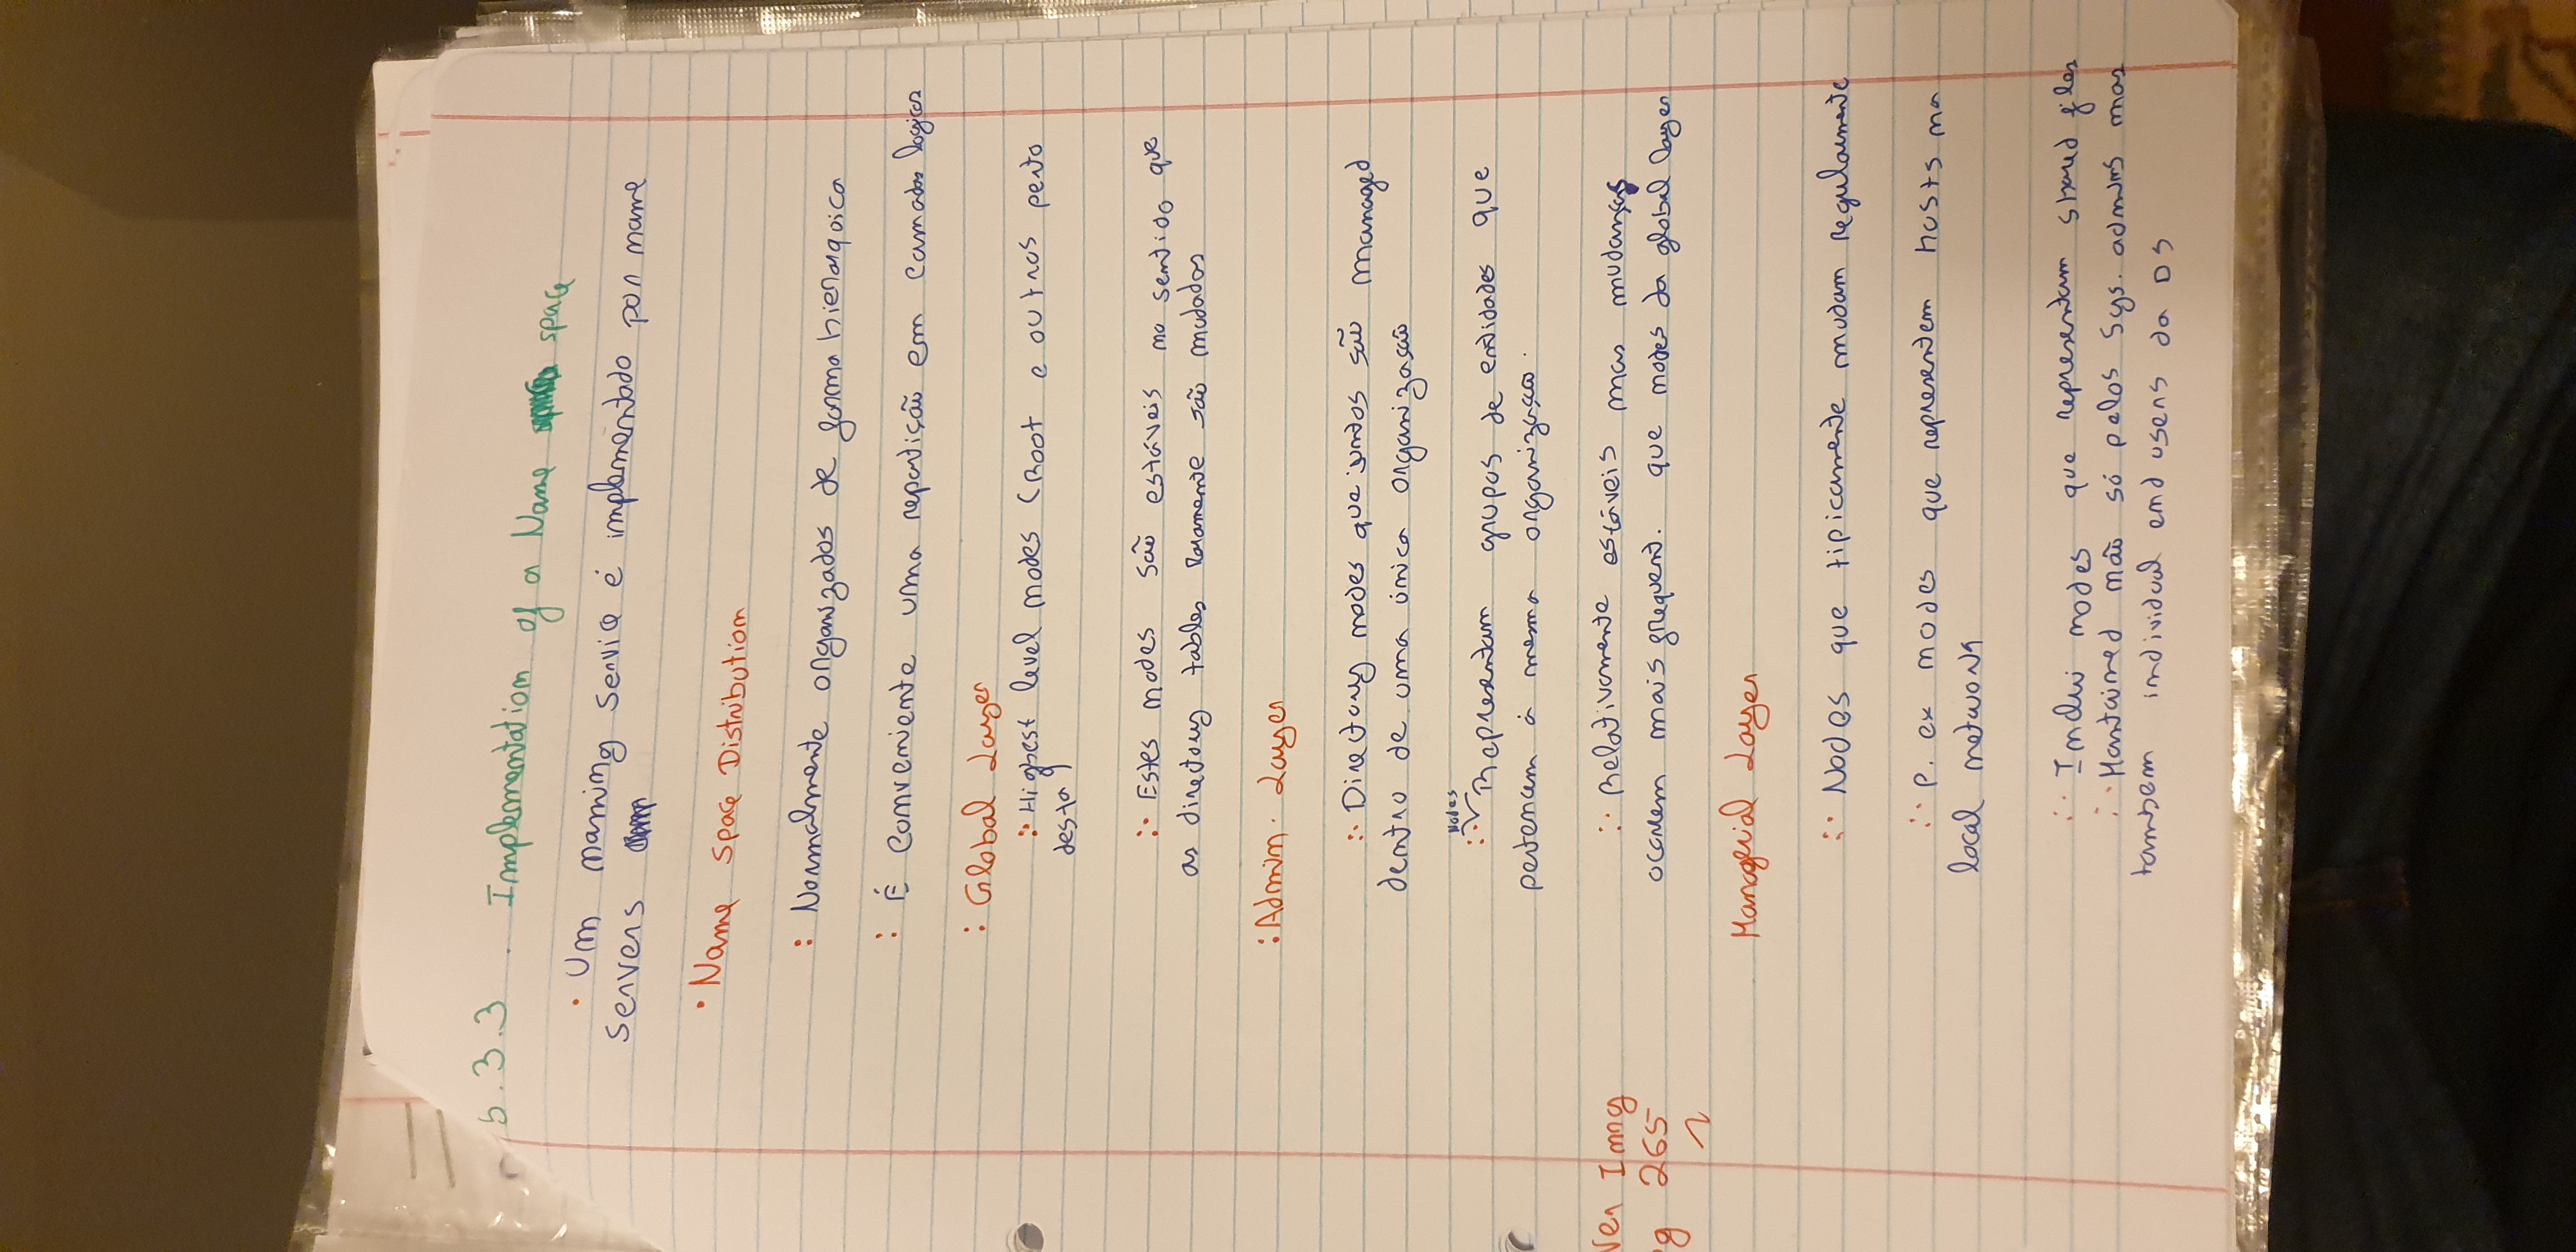 5.3.3. Implementation of a Name space
· Um naming service é implementado por name
servers
· Name Space Distribution
: Normalmente organizados de forma hierarquica
: É conveniente uma repartição em camadas logicas
: Global Layer
:· Highest level nodes (Root e outros perto
desta)
:· Estes nodes são estáveis no sentido que
as directory tables Raramente são mudadas
: Admin. Layer
:· Directory nodes que juntos são managed
dentro de uma única organização
:· Nodes Representam grupos de entidades que
pertencem à mesma organização.
:· Relativamente estáveis mas mudanças
ocorrem mais frequent. que nodes da global layer
Ver Img
g 265
Managerial Layer
:· Nodes que tipicamente mudam regularmente
:· P. ex nodes que representem hosts na
local network
:· Inclui nodes que representam shared files
:· Mantained não só pelos Sys. admins mas
tambem individual end users da DS